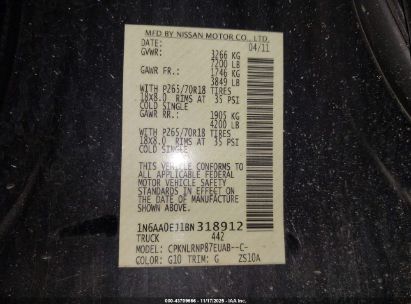 MFD BY NISSAN MOTOR CO., LTD.
DATE: 04/11
GVWR: 3266 KG
7200 LB
GAWR FR.: 1746 KG
3849 LB
WITH P265/70R18 TIRES
18X8.0 RIMS AT 35 PSI
COLD SINGLE
GAWR RR.: 1905 KG
4200 LB
WITH P265/70R18 TIRES
18X8.0 RIMS AT 35 PSI
COLD SINGLE
THIS VEHICLE CONFORMS TO
ALL APPLICABLE FEDERAL
MOTOR VEHICLE SAFETY
STANDARDS IN EFFECT ON
THE DATE OF MANUFACTURE
SHOWN ABOVE.
1N6AA0EJ1BN318912
TRUCK 442
MODEL: CPKNLRNP87EUAB--C-
COLOR: G10 TRIM: G ZS10A